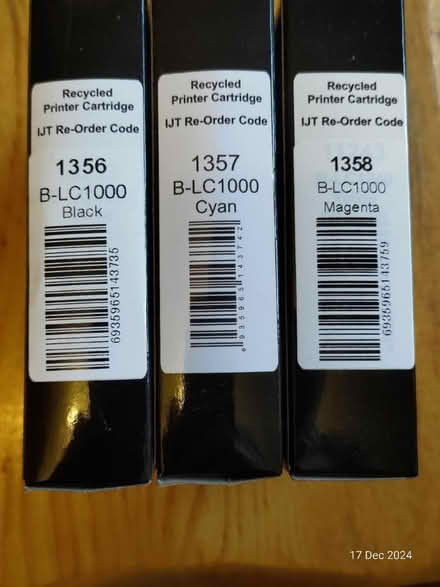 Recycled
Printer Cartridge
IJT Re-Order Code
1356
B-LC1000
Black
6935965143735
Recycled
Printer Cartridge
IJT Re-Order Code
1357
B-LC1000
Cyan
6935965143742
Recycled
Printer Cartridge
IJT Re-Order Code
1358
B-LC1000
Magenta
6935965143759
17 Dec 2024